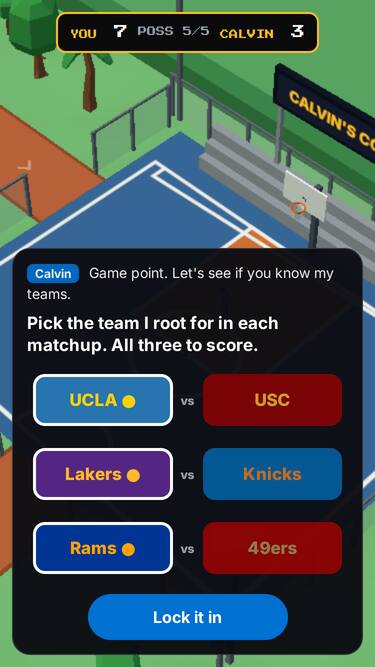 YOU 7 POSS 5/5 CALVIN 3
CALVIN'S CO
Calvin Game point. Let's see if you know my
teams.
Pick the team I root for in each
matchup. All three to score.
UCLA vs USC
Lakers vs Knicks
Rams vs 49ers
Lock it in